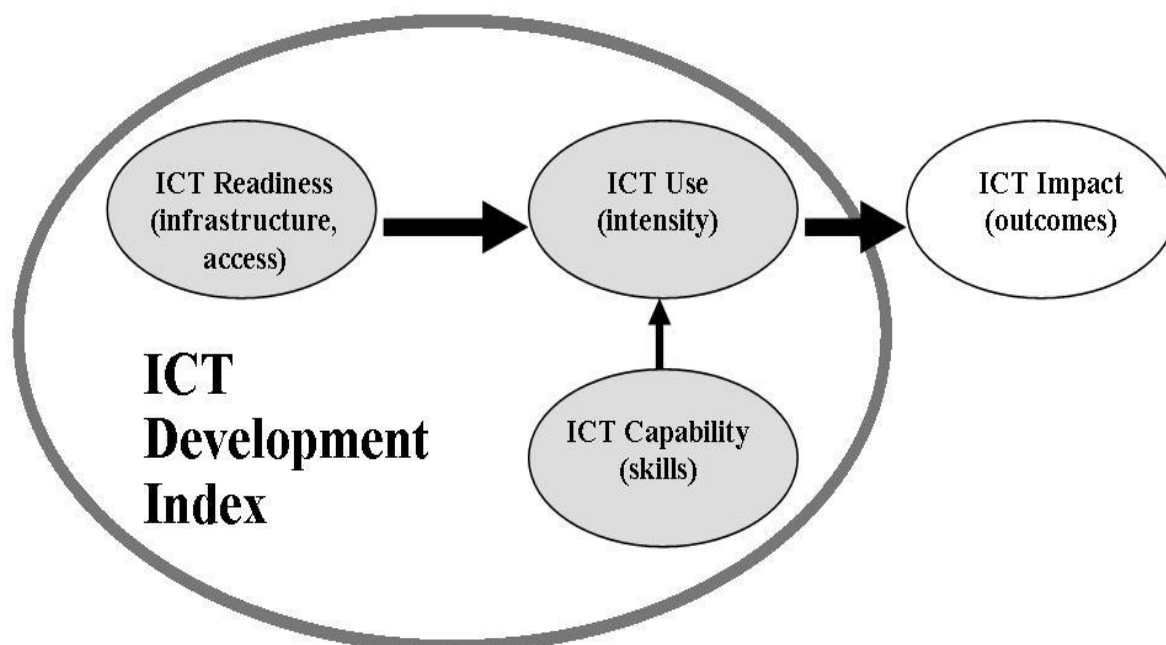 ICT Readiness
(infrastructure,
access)
ICT Use
(intensity)
ICT Impact
(outcomes)
ICT
Development
Index
ICT Capability
(skills)